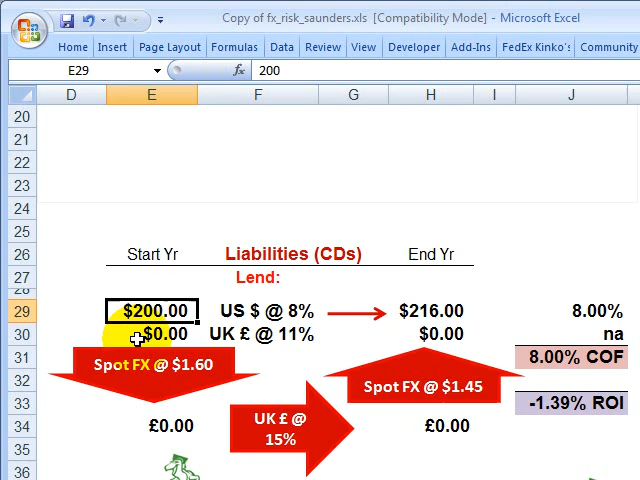 Copy of fx_risk_saunders.xls [Compatibility Mode] - Microsoft Excel
Home Insert Page Layout Formulas Data Review View Developer Add-Ins FedEx Kinko's Community
E29 fx 200
D E F G H I J
20
21
22
23
24
25
26 Start Yr Liabilities (CDs) End Yr
27 Lend:
28
29 $200.00 US $ @ 8% $216.00 8.00%
30 $0.00 UK £ @ 11% $0.00 na
31 Spot FX @ $1.60 8.00% COF
32 Spot FX @ $1.45
33 -1.39% ROI
34 £0.00 UK £ @ £0.00
15%
35
36